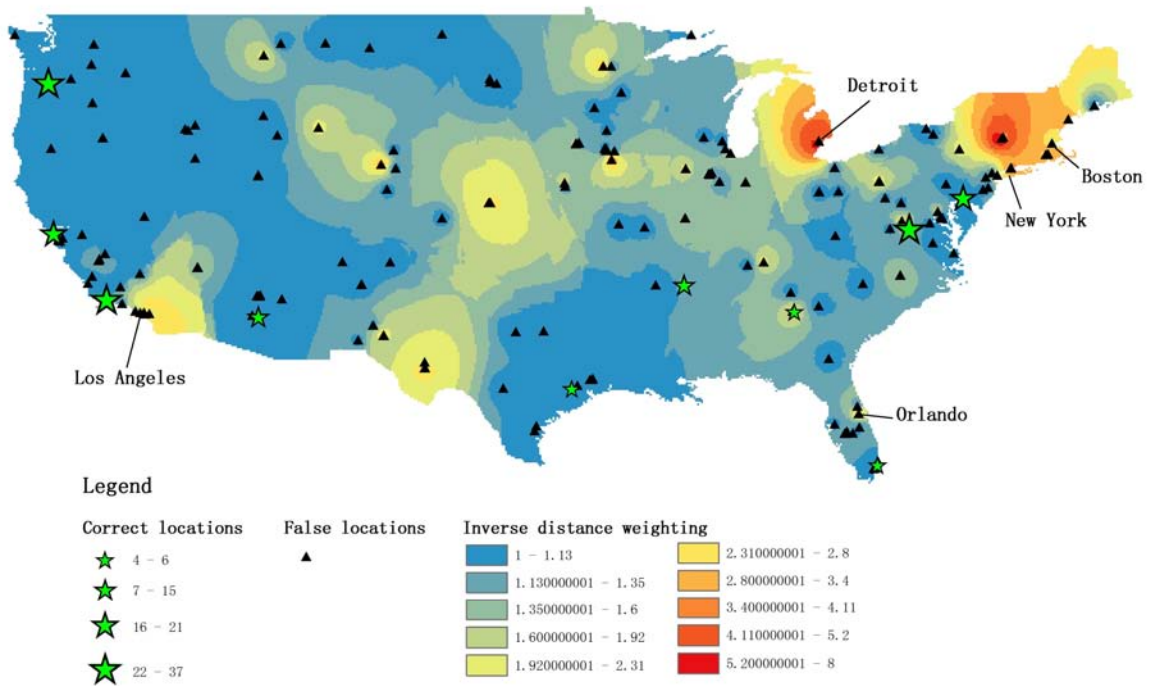 Detroit
Boston
New York
Los Angeles
Orlando
Legend
Correct locations
False locations
Inverse distance weighting
4 - 6
7 - 15
16 - 21
22 - 37
1 - 1.13
1.130000001 - 1.35
1.350000001 - 1.6
1.600000001 - 1.92
1.920000001 - 2.31
2.310000001 - 2.8
2.800000001 - 3.4
3.400000001 - 4.11
4.110000001 - 5.2
5.200000001 - 8